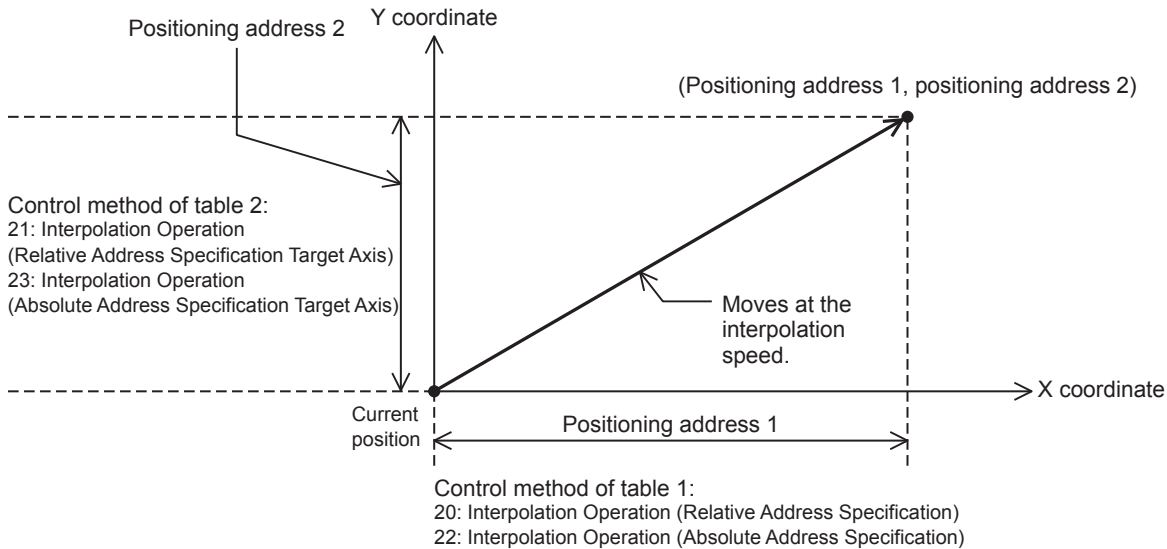 Positioning address 2
Y coordinate
(Positioning address 1, positioning address 2)
Control method of table 2:
21: Interpolation Operation
(Relative Address Specification Target Axis)
23: Interpolation Operation
(Absolute Address Specification Target Axis)
Moves at the
interpolation
speed.
X coordinate
Current
position
Positioning address 1
Control method of table 1:
20: Interpolation Operation (Relative Address Specification)
22: Interpolation Operation (Absolute Address Specification)